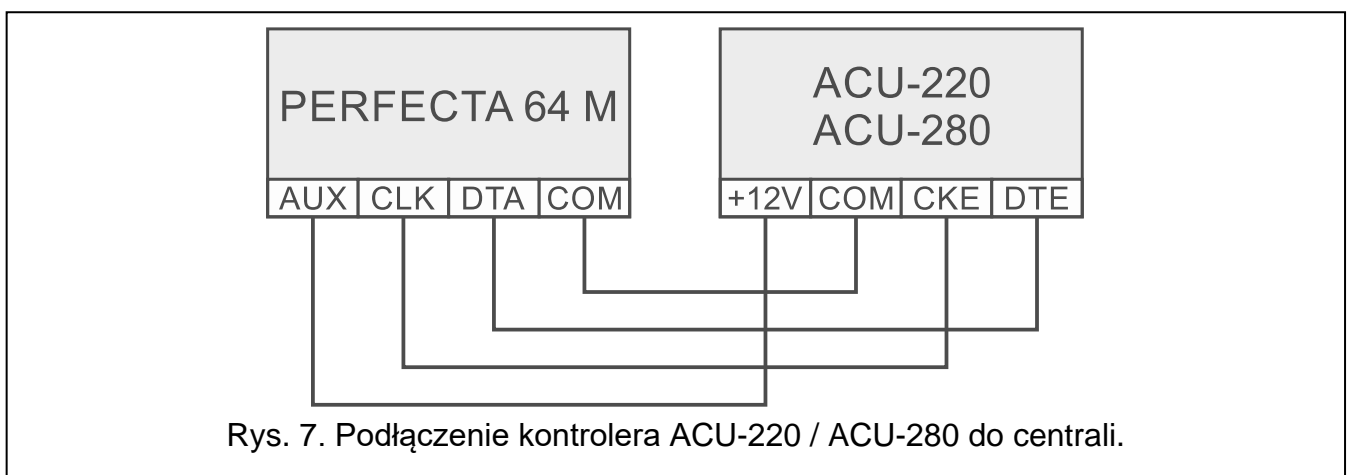 PERFECTA 64 M
AUX CLK DTA COM
ACU-220
ACU-280
+12V COM CKE DTE
Rys. 7. Podłączenie kontrolera ACU-220 / ACU-280 do centrali.